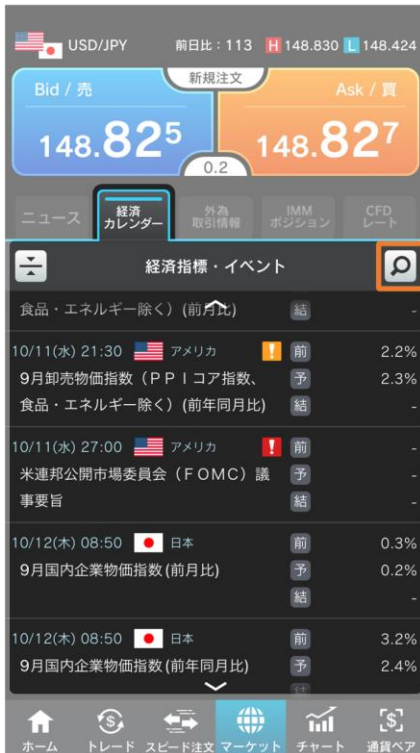 USD/JPY 前日比：113 H 148.830 L 148.424
新規注文
Bid / 売 Ask / 買
148.825 148.827
0.2
ニュース 経済カレンダー 外為取引情報 IMMポジション CFDレート
経済指標・イベント
食品・エネルギー除く）(前月比) 結 -
10/11(水) 21:30 アメリカ ! 前 2.2%
9月卸売物価指数（ＰＰＩコア指数、 予 2.3%
食品・エネルギー除く）(前年同月比) 結 -
10/11(水) 27:00 アメリカ ! 前 -
米連邦公開市場委員会（ＦＯＭＣ）議 予 -
事要旨 結 -
10/12(木) 08:50 日本 前 0.3%
9月国内企業物価指数(前月比) 予 0.2%
結 -
10/12(木) 08:50 日本 前 3.2%
9月国内企業物価指数(前年同月比) 予 2.4%
結
ホーム トレード スピード注文 マーケット チャート 通貨ペア